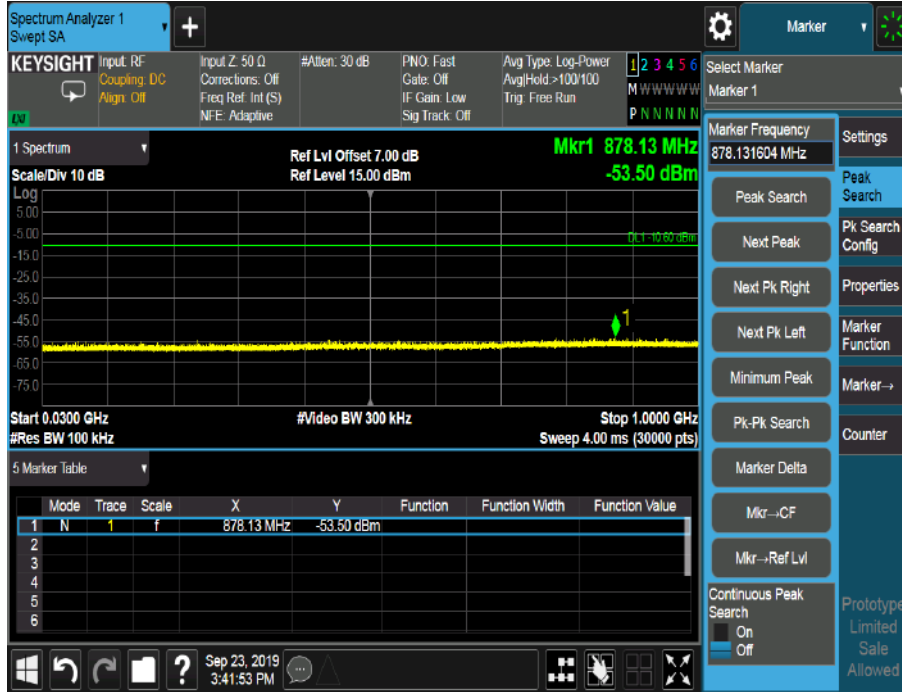 Spectrum Analyzer 1
Swept SA
+
Marker
KEYSIGHT
Input: RF
Coupling: DC
Align: Off
Input Z: 50 Ω
Corrections: Off
Freq Ref: Int (S)
NFE: Adaptive
#Atten: 30 dB
PNO: Fast
Gate: Off
IF Gain: Low
Sig Track: Off
Avg Type: Log-Power
Avg|Hold:>100/100
Trig: Free Run
1 2 3 4 5 6
M W W W W W
P N N N N N
LXI
Select Marker
Marker 1
1 Spectrum
Scale/Div 10 dB
Ref Lvl Offset 7.00 dB
Ref Level 15.00 dBm
Mkr1 878.13 MHz
-53.50 dBm
Log
5.00
-5.00
-15.0
-25.0
-35.0
-45.0
-55.0
-65.0
-75.0
DL1 -10.60 dBm
1
Start 0.0300 GHz
#Video BW 300 kHz
Stop 1.0000 GHz
#Res BW 100 kHz
Sweep 4.00 ms (30000 pts)
5 Marker Table
Mode Trace Scale X Y Function Function Width Function Value
1 N 1 f 878.13 MHz -53.50 dBm
2
3
4
5
6
Marker Frequency
878.131604 MHz
Peak Search
Next Peak
Next Pk Right
Next Pk Left
Minimum Peak
Pk-Pk Search
Marker Delta
Mkr→CF
Mkr→Ref Lvl
Continuous Peak
Search
On
Off
Settings
Peak
Search
Pk Search
Config
Properties
Marker
Function
Marker→
Counter
Prototype
Limited
Sale
Allowed
?
Sep 23, 2019
3:41:53 PM